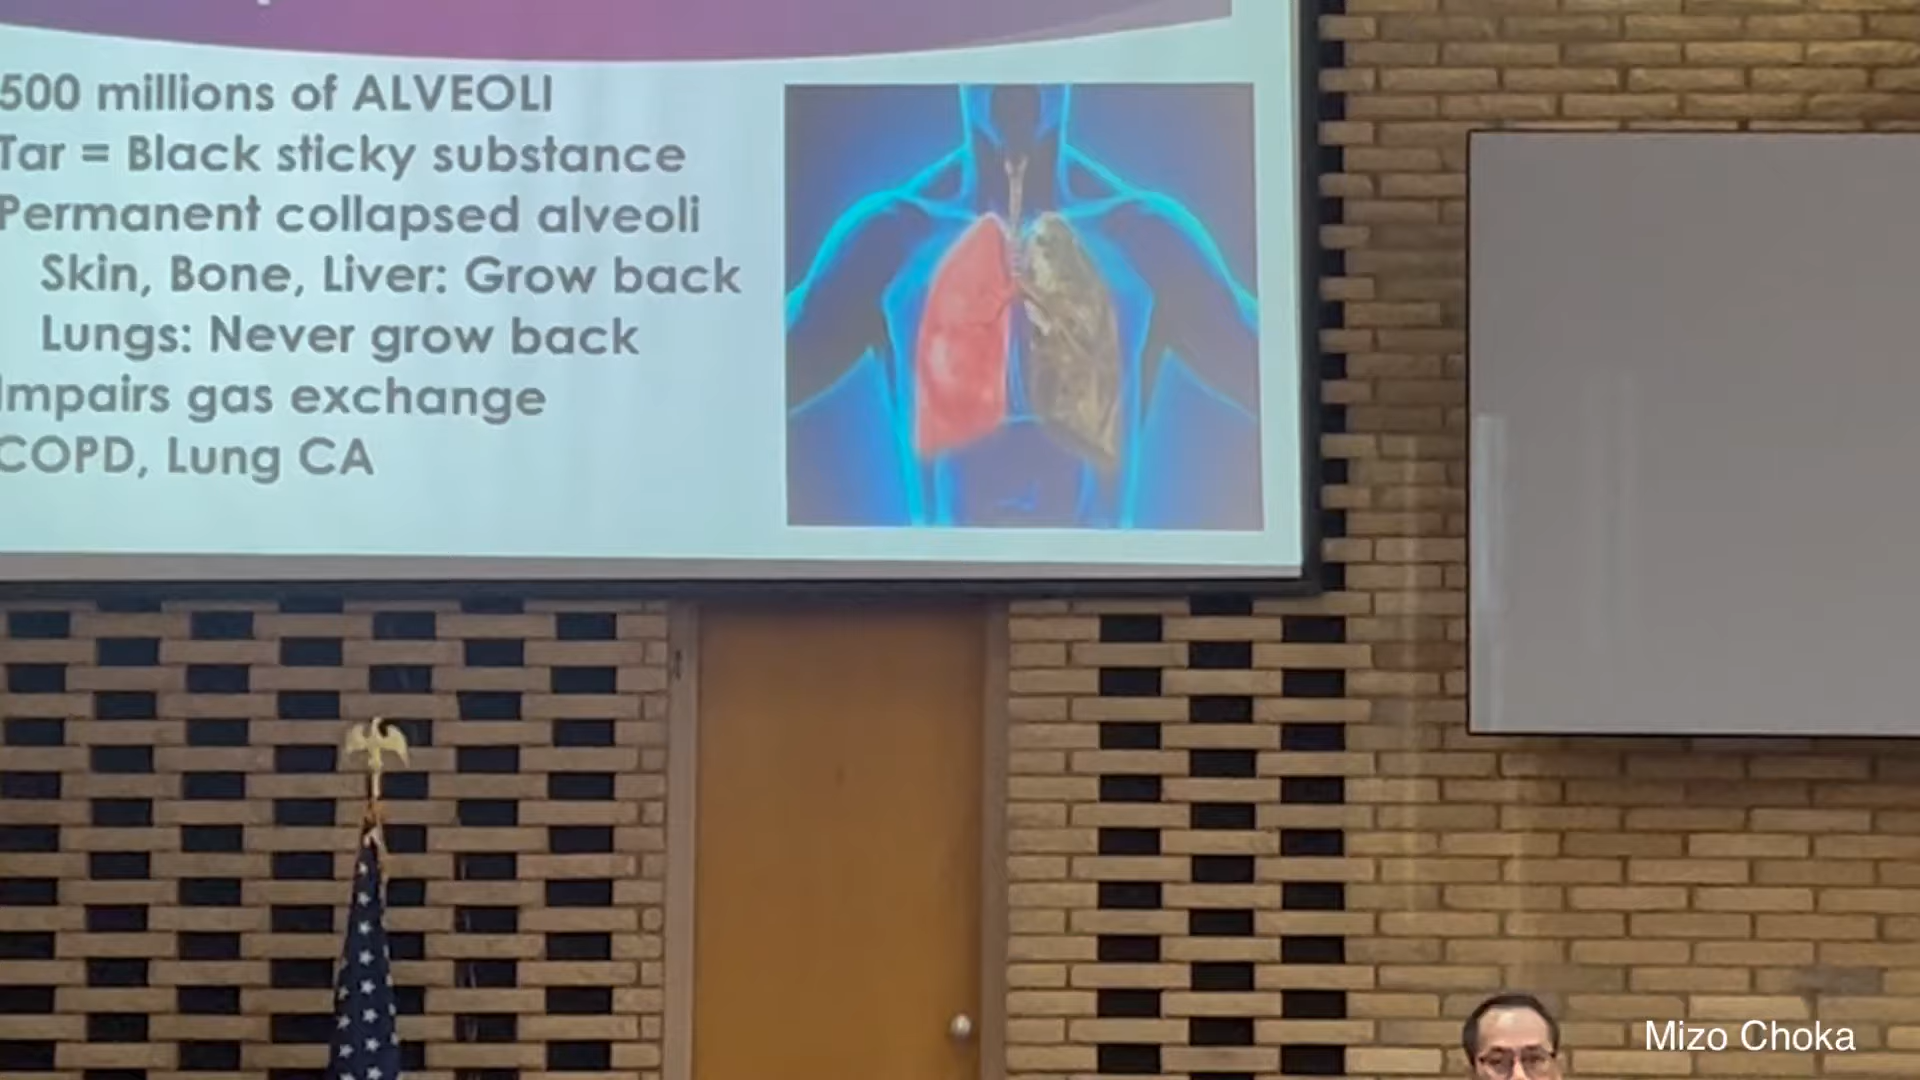 500 millions of ALVEOLI
Tar = Black sticky substance
Permanent collapsed alveoli
Skin, Bone, Liver: Grow back
Lungs: Never grow back
Impairs gas exchange
COPD, Lung CA
Mizo Choka